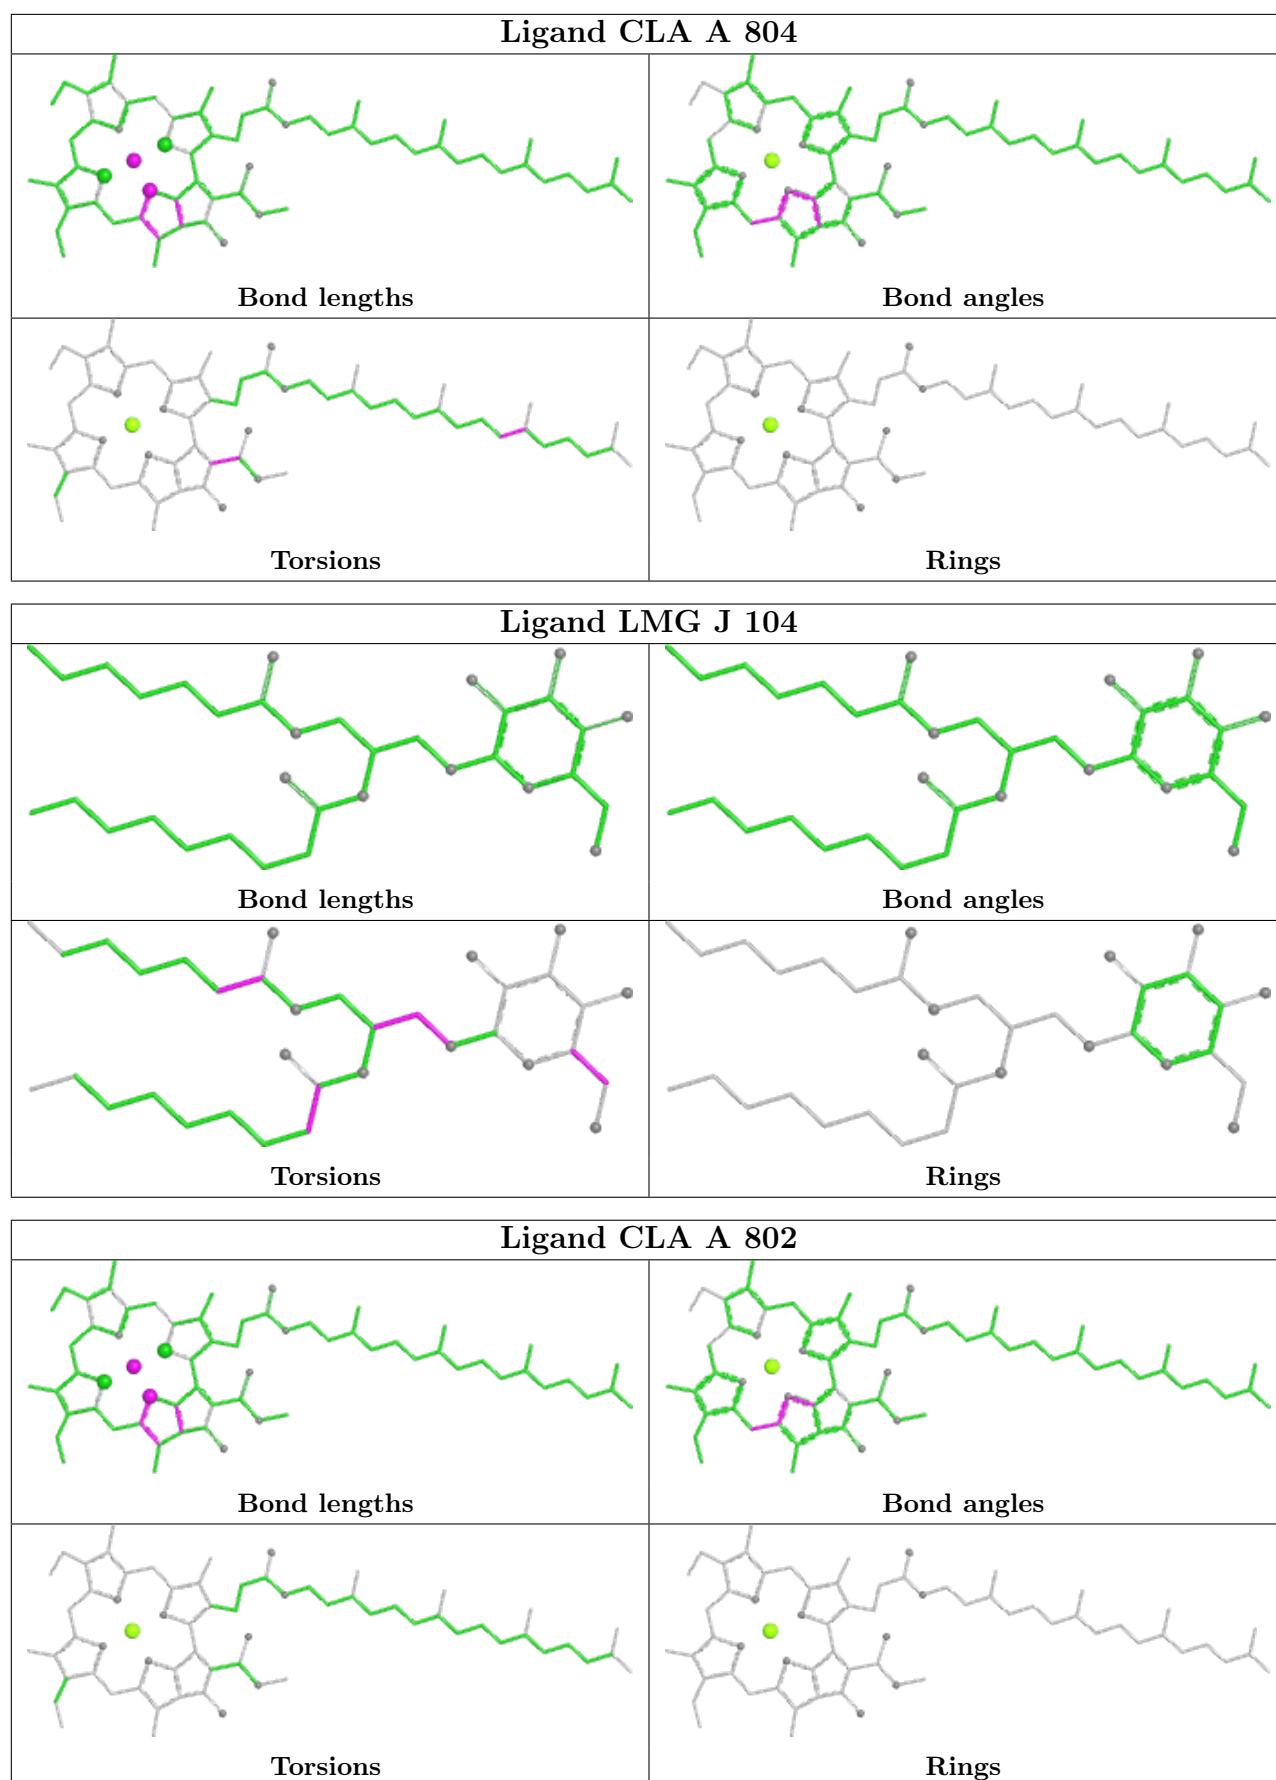 Ligand CLA A 804
Bond lengths
Bond angles
Torsions
Rings
Ligand LMG J 104
Bond lengths
Bond angles
Torsions
Rings
Ligand CLA A 802
Bond lengths
Bond angles
Torsions
Rings